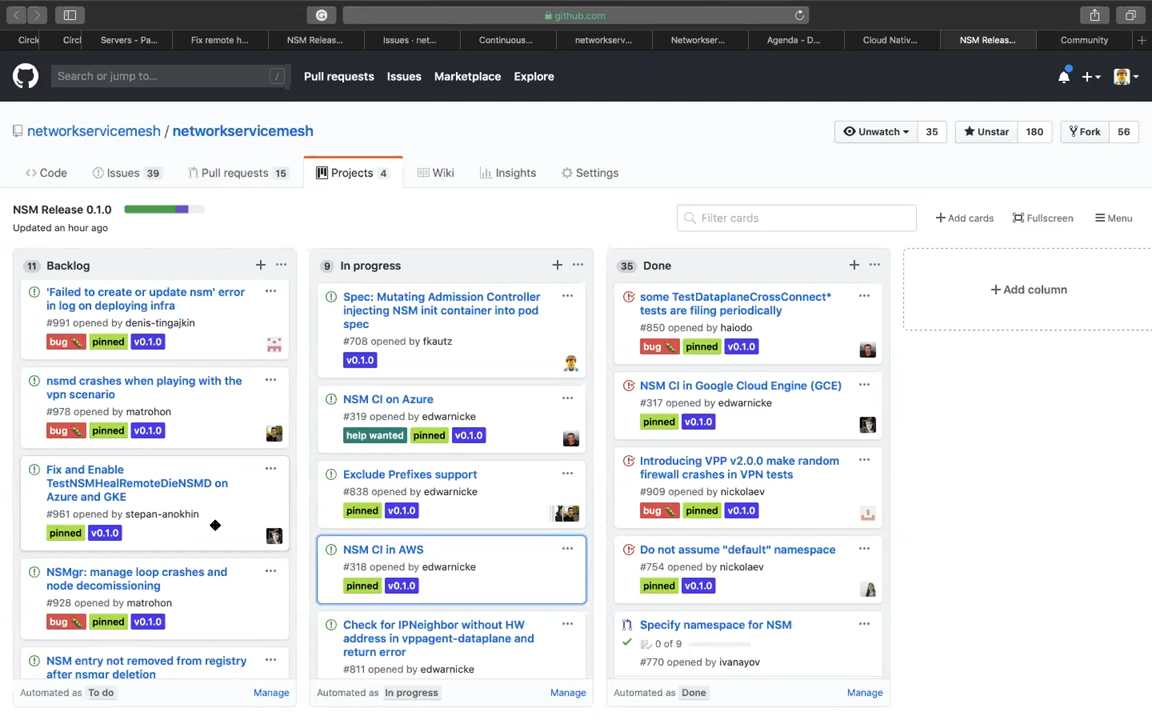 github.com
Circl
Circl
Servers - Pa...
Fix remote h...
NSM Releas...
Issues · net...
Continuous...
networkserv...
Networkser...
Agenda - D...
Cloud Nativ...
NSM Releas...
Community
Search or jump to...
/
Pull requests
Issues
Marketplace
Explore
networkservicemesh / networkservicemesh
Unwatch 35
Unstar 180
Fork 56
Code
Issues 39
Pull requests 15
Projects 4
Wiki
Insights
Settings
NSM Release 0.1.0
Updated an hour ago
Filter cards
Add cards
Fullscreen
Menu
11 Backlog
'Failed to create or update nsm' error
in log on deploying infra
#991 opened by denis-tingajkin
bug pinned v0.1.0
nsmd crashes when playing with the
vpn scenario
#978 opened by matrohon
bug pinned v0.1.0
Fix and Enable
TestNSMHealRemoteDieNSMD on
Azure and GKE
#961 opened by stepan-anokhin
pinned v0.1.0
NSMgr: manage loop crashes and
node decomissioning
#928 opened by matrohon
bug pinned v0.1.0
NSM entry not removed from registry
after nsmgr deletion
Automated as To do
Manage
9 In progress
Spec: Mutating Admission Controller
injecting NSM init container into pod
spec
#708 opened by fkautz
v0.1.0
NSM CI on Azure
#319 opened by edwarnicke
help wanted pinned v0.1.0
Exclude Prefixes support
#838 opened by edwarnicke
pinned v0.1.0
NSM CI in AWS
#318 opened by edwarnicke
pinned v0.1.0
Check for IPNeighbor without HW
address in vppagent-dataplane and
return error
#811 opened by edwarnicke
Automated as In progress
Manage
35 Done
some TestDataplaneCrossConnect*
tests are filing periodically
#850 opened by haiodo
bug pinned v0.1.0
NSM CI in Google Cloud Engine (GCE)
#317 opened by edwarnicke
pinned v0.1.0
Introducing VPP v2.0.0 make random
firewall crashes in VPN tests
#909 opened by nickolaev
bug pinned v0.1.0
Do not assume "default" namespace
#754 opened by nickolaev
pinned v0.1.0
Specify namespace for NSM
0 of 9
#770 opened by ivanayov
Automated as Done
Manage
Add column